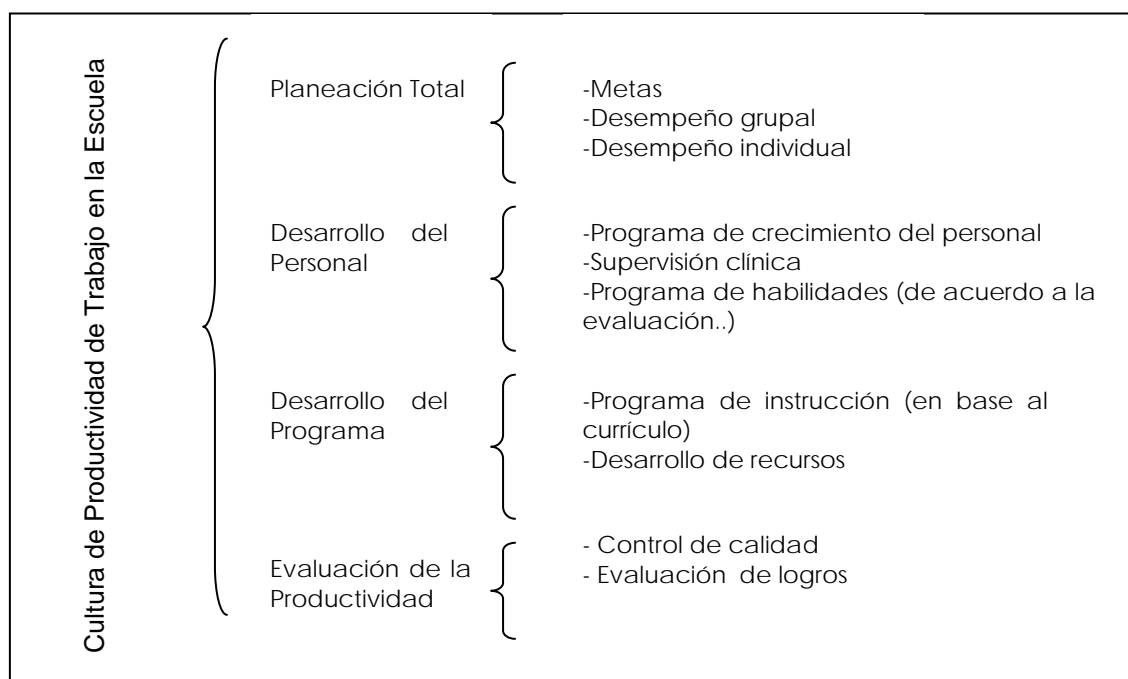 Cultura de Productividad de Trabajo en la Escuela
Planeación Total
-Metas
-Desempeño grupal
-Desempeño individual
Desarrollo del
Personal
-Programa de crecimiento del personal
-Supervisión clínica
-Programa de habilidades (de acuerdo a la
evaluación..)
Desarrollo del
Programa
-Programa de instrucción (en base al
currículo)
-Desarrollo de recursos
Evaluación de la
Productividad
- Control de calidad
- Evaluación de logros